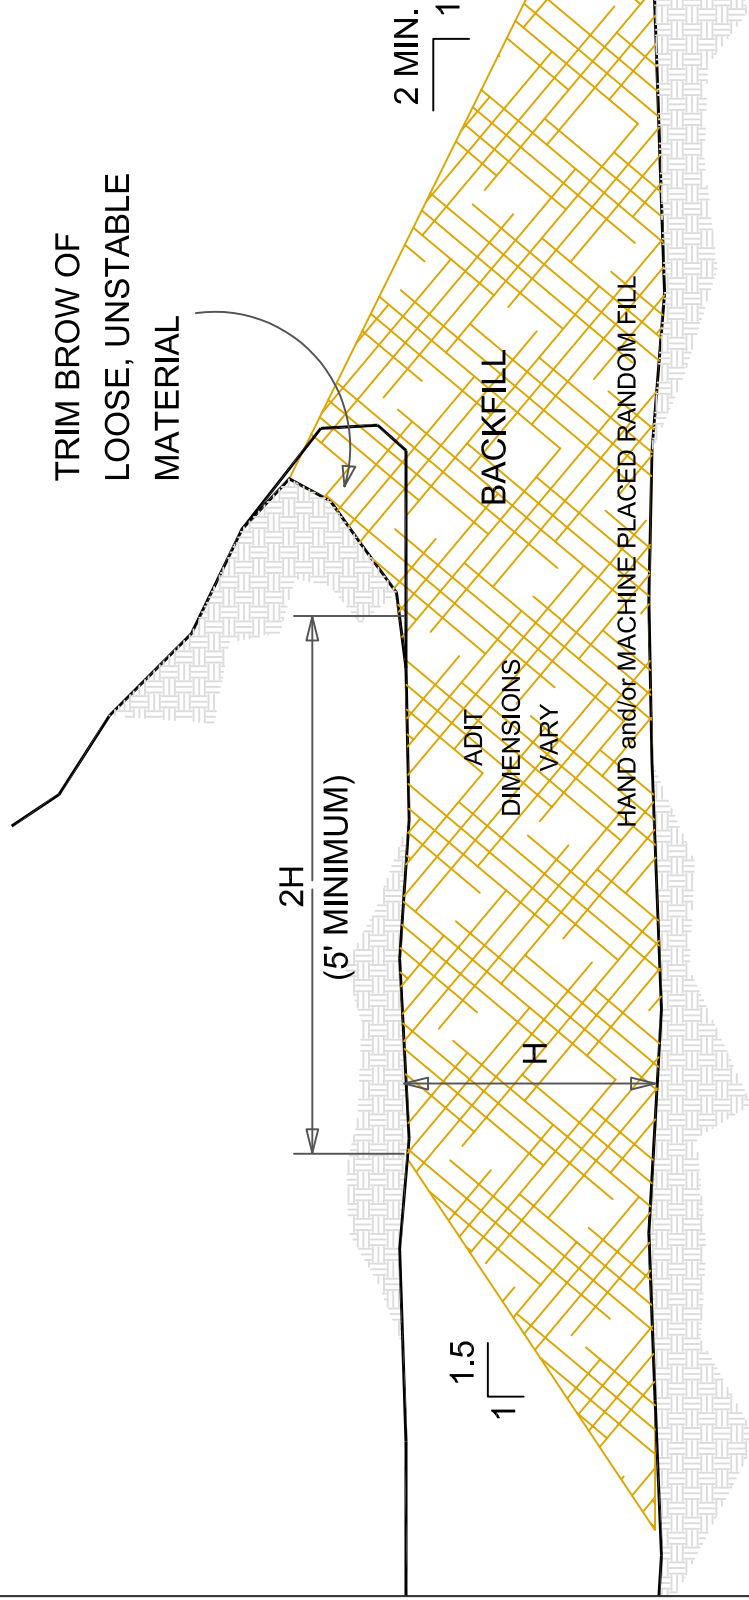 TRIM BROW OF
LOOSE, UNSTABLE
MATERIAL
2 MIN.
1
2H
(5' MINIMUM)
BACKFILL
ADIT
DIMENSIONS
VARY
H
HAND and/or MACHINE PLACED RANDOM FILL
1.5
1